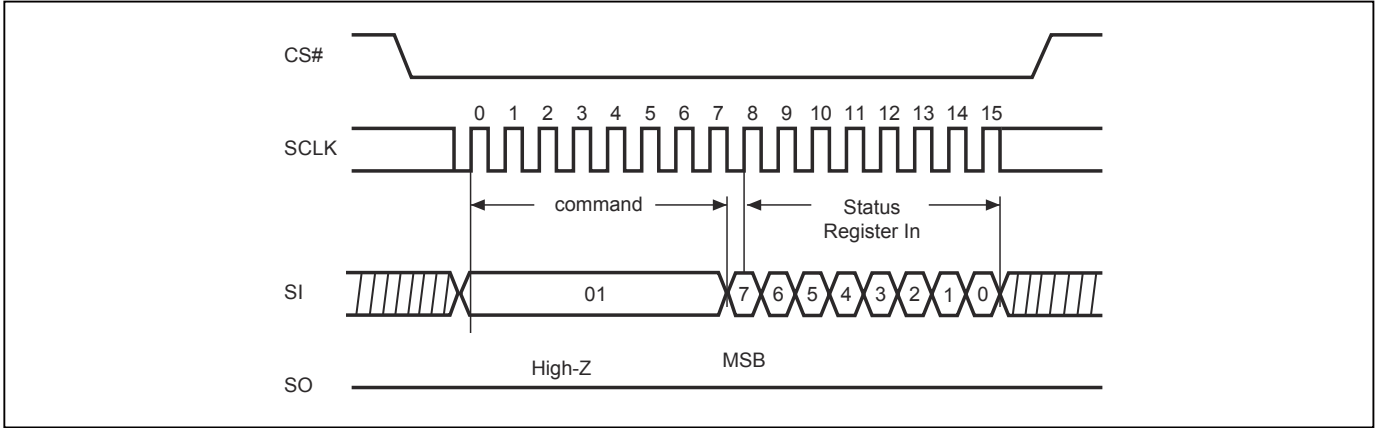 CS#
0 1 2 3 4 5 6 7 8 9 10 11 12 13 14 15
SCLK
command
Status
Register In
SI
01
7 6 5 4 3 2 1 0
High-Z
MSB
SO